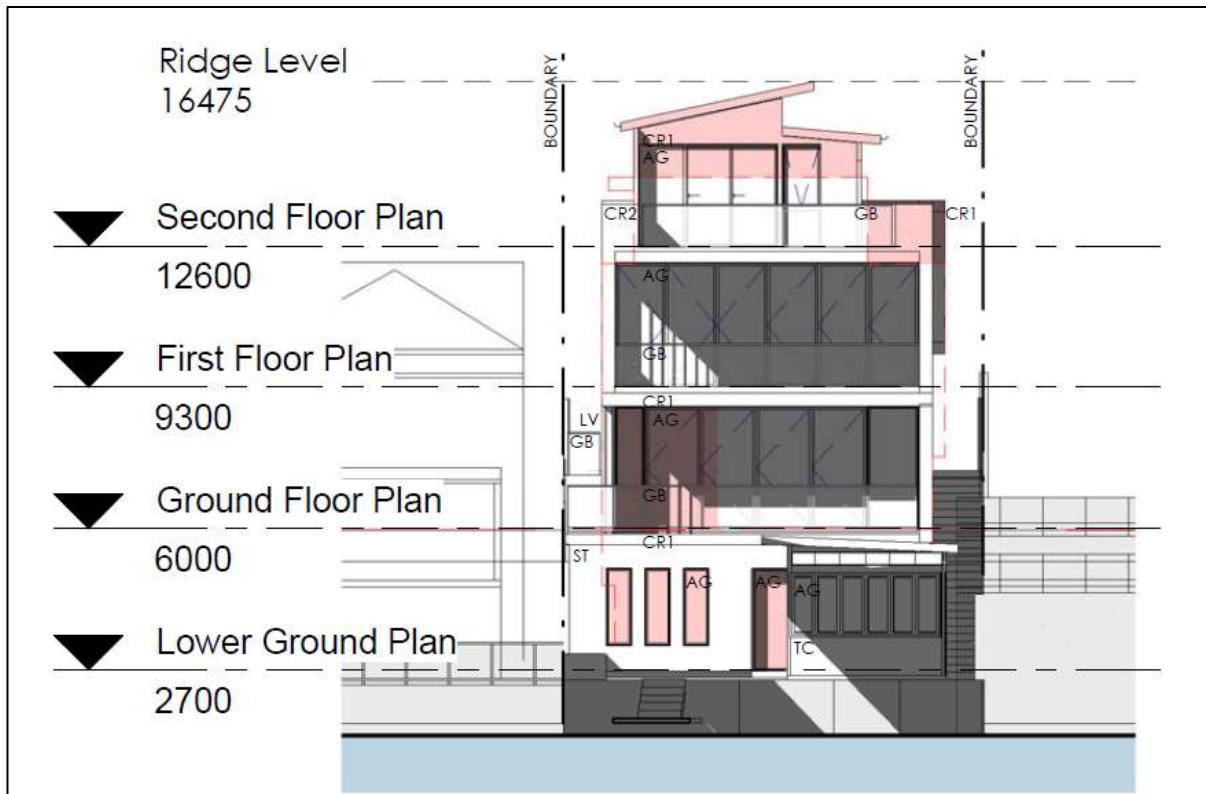 Ridge Level
16475
BOUNDARY
BOUNDARY
CR1
AG
Second Floor Plan
CR2
GB
CR1
12600
AG
First Floor Plan
GB
9300
CR1
LV
AG
GB
Ground Floor Plan
GB
6000
CR1
ST
AG
AG
AG
Lower Ground Plan
TC
2700